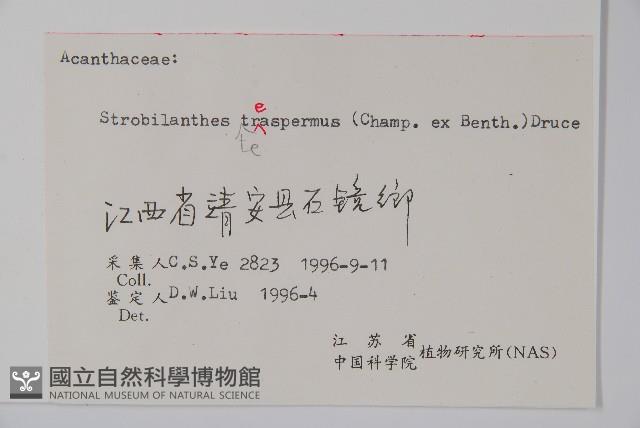 Acanthaceae:
e
Strobilanthes traspermus (Champ. ex Benth.) Druce
te
江西省靖安县石镜乡
采集人 C.S.Ye 2823 1996-9-11
Coll.
鉴定人 D.W.Liu 1996-4
Det.
江苏省
中国科学院 植物研究所(NAS)
國立自然科學博物館
NATIONAL MUSEUM OF NATURAL SCIENCE